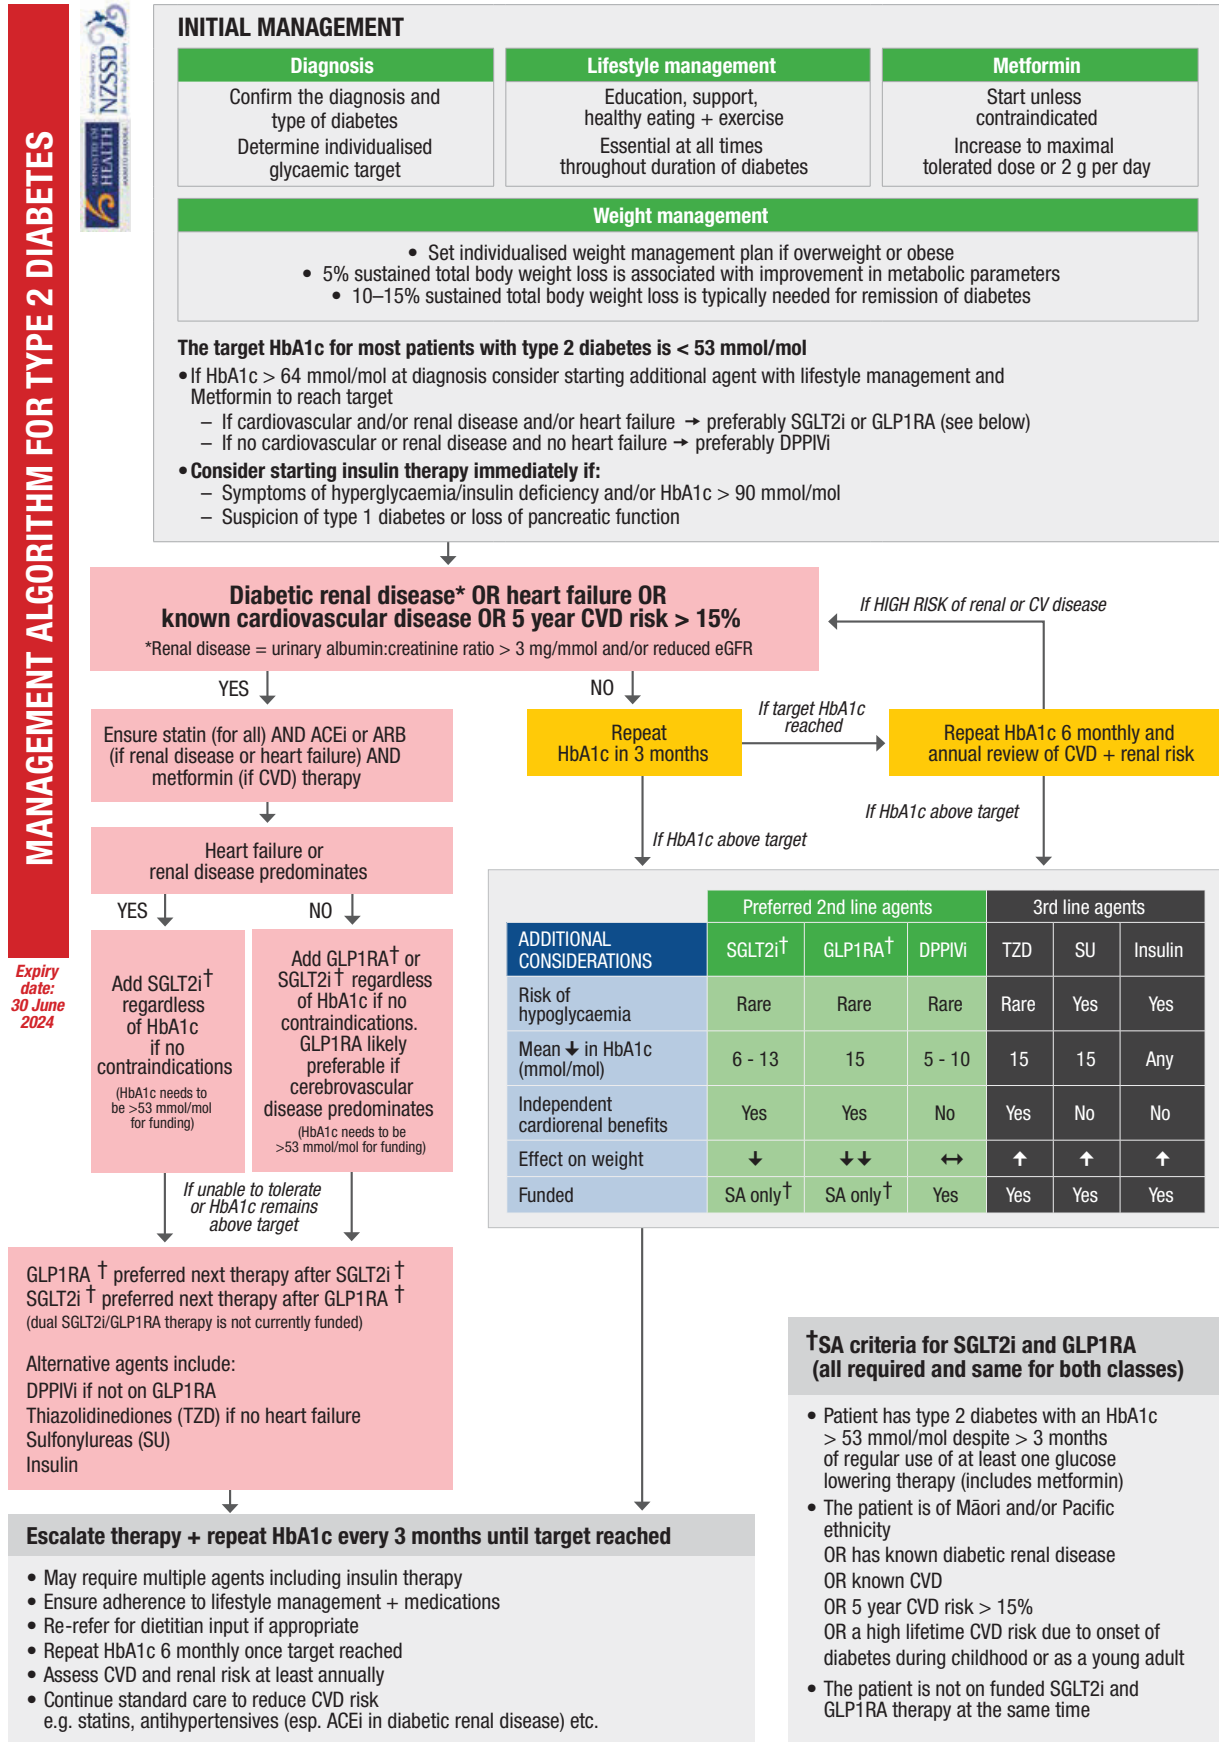 MANAGEMENT ALGORITHM FOR TYPE 2 DIABETES
New Zealand Society
NZSSD
for the Study of Diabetes
MINISTRY OF
HEALTH
MANATŪ HAUORA
Expiry
date:
30 June
2024
INITIAL MANAGEMENT
Diagnosis
Confirm the diagnosis and
type of diabetes
Determine individualised
glycaemic target
Lifestyle management
Education, support,
healthy eating + exercise
Essential at all times
throughout duration of diabetes
Metformin
Start unless
contraindicated
Increase to maximal
tolerated dose or 2 g per day
Weight management
• Set individualised weight management plan if overweight or obese
• 5% sustained total body weight loss is associated with improvement in metabolic parameters
• 10–15% sustained total body weight loss is typically needed for remission of diabetes
The target HbA1c for most patients with type 2 diabetes is < 53 mmol/mol
• If HbA1c > 64 mmol/mol at diagnosis consider starting additional agent with lifestyle management and
Metformin to reach target
– If cardiovascular and/or renal disease and/or heart failure → preferably SGLT2i or GLP1RA (see below)
– If no cardiovascular or renal disease and no heart failure → preferably DPPIVi
• Consider starting insulin therapy immediately if:
– Symptoms of hyperglycaemia/insulin deficiency and/or HbA1c > 90 mmol/mol
– Suspicion of type 1 diabetes or loss of pancreatic function
Diabetic renal disease* OR heart failure OR
known cardiovascular disease OR 5 year CVD risk > 15%
*Renal disease = urinary albumin:creatinine ratio > 3 mg/mmol and/or reduced eGFR
If HIGH RISK of renal or CV disease
YES
NO
Ensure statin (for all) AND ACEi or ARB
(if renal disease or heart failure) AND
metformin (if CVD) therapy
Repeat
HbA1c in 3 months
If target HbA1c
reached
Repeat HbA1c 6 monthly and
annual review of CVD + renal risk
If HbA1c above target
If HbA1c above target
Heart failure or
renal disease predominates
YES
NO
Add SGLT2i†
regardless
of HbA1c
if no
contraindications
(HbA1c needs to
be >53 mmol/mol
for funding)
Add GLP1RA† or
SGLT2i† regardless
of HbA1c if no
contraindications.
GLP1RA likely
preferable if
cerebrovascular
disease predominates
(HbA1c needs to be
>53 mmol/mol for funding)
If unable to tolerate
or HbA1c remains
above target
Preferred 2nd line agents 3rd line agents
ADDITIONAL
CONSIDERATIONS SGLT2i† GLP1RA† DPPIVi TZD SU Insulin
Risk of
hypoglycaemia Rare Rare Rare Rare Yes Yes
Mean ↓ in HbA1c
(mmol/mol) 6 - 13 15 5 - 10 15 15 Any
Independent
cardiorenal benefits Yes Yes No Yes No No
Effect on weight ↓ ↓↓ ↔ ↑ ↑ ↑
Funded SA only† SA only† Yes Yes Yes Yes
GLP1RA † preferred next therapy after SGLT2i †
SGLT2i † preferred next therapy after GLP1RA †
(dual SGLT2i/GLP1RA therapy is not currently funded)
Alternative agents include:
DPPIVi if not on GLP1RA
Thiazolidinediones (TZD) if no heart failure
Sulfonylureas (SU)
Insulin
Escalate therapy + repeat HbA1c every 3 months until target reached
• May require multiple agents including insulin therapy
• Ensure adherence to lifestyle management + medications
• Re-refer for dietitian input if appropriate
• Repeat HbA1c 6 monthly once target reached
• Assess CVD and renal risk at least annually
• Continue standard care to reduce CVD risk
e.g. statins, antihypertensives (esp. ACEi in diabetic renal disease) etc.
†SA criteria for SGLT2i and GLP1RA
(all required and same for both classes)
• Patient has type 2 diabetes with an HbA1c
> 53 mmol/mol despite > 3 months
of regular use of at least one glucose
lowering therapy (includes metformin)
• The patient is of Māori and/or Pacific
ethnicity
OR has known diabetic renal disease
OR known CVD
OR 5 year CVD risk > 15%
OR a high lifetime CVD risk due to onset of
diabetes during childhood or as a young adult
• The patient is not on funded SGLT2i and
GLP1RA therapy at the same time